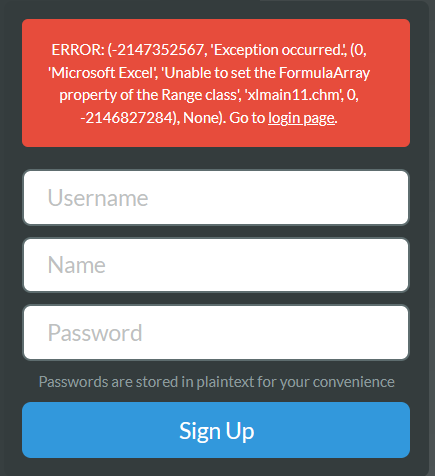 ERROR: (-2147352567, 'Exception occurred.', (0,
'Microsoft Excel', 'Unable to set the FormulaArray
property of the Range class', 'xlmain11.chm', 0,
-2146827284), None). Go to login page.
Username
Name
Password
Passwords are stored in plaintext for your convenience
Sign Up